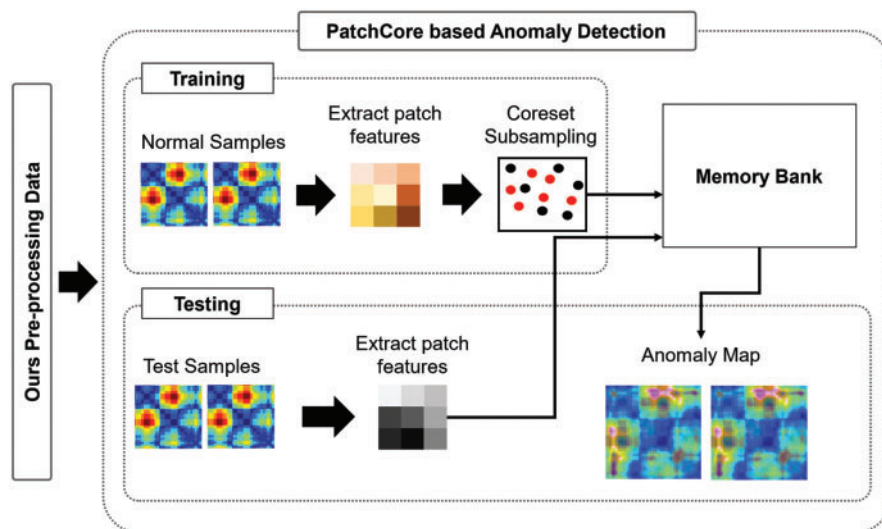 PatchCore based Anomaly Detection
Ours Pre-processing Data
Training
Normal Samples
Extract patch
features
Coreset
Subsampling
Memory Bank
Testing
Test Samples
Extract patch
features
Anomaly Map